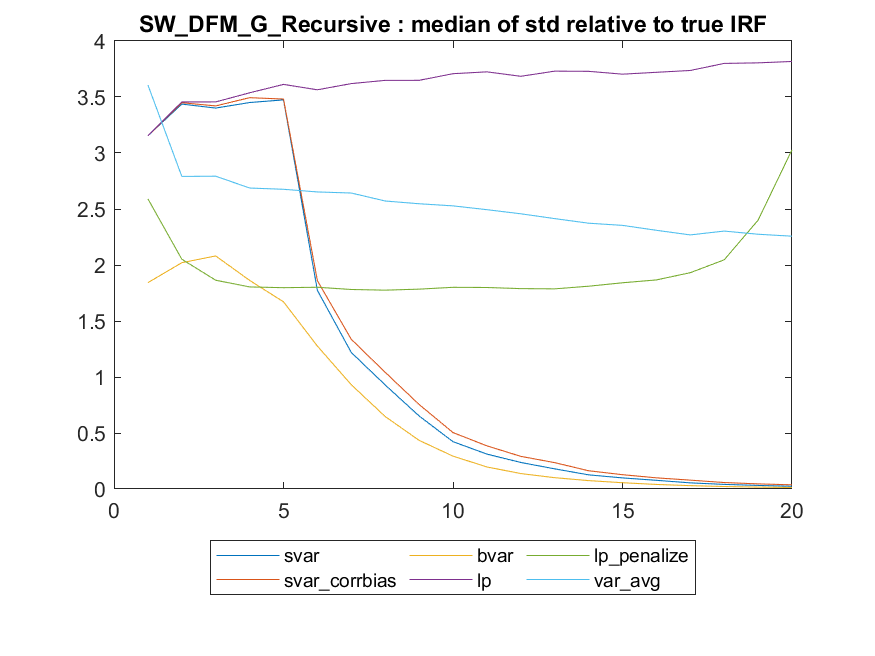 SW_DFM_G_Recursive : median of std relative to true IRF
4
3.5
3
2.5
2
1.5
1
0.5
0
0 5 10 15 20
svar bvar lp_penalize
svar_corrbias lp var_avg